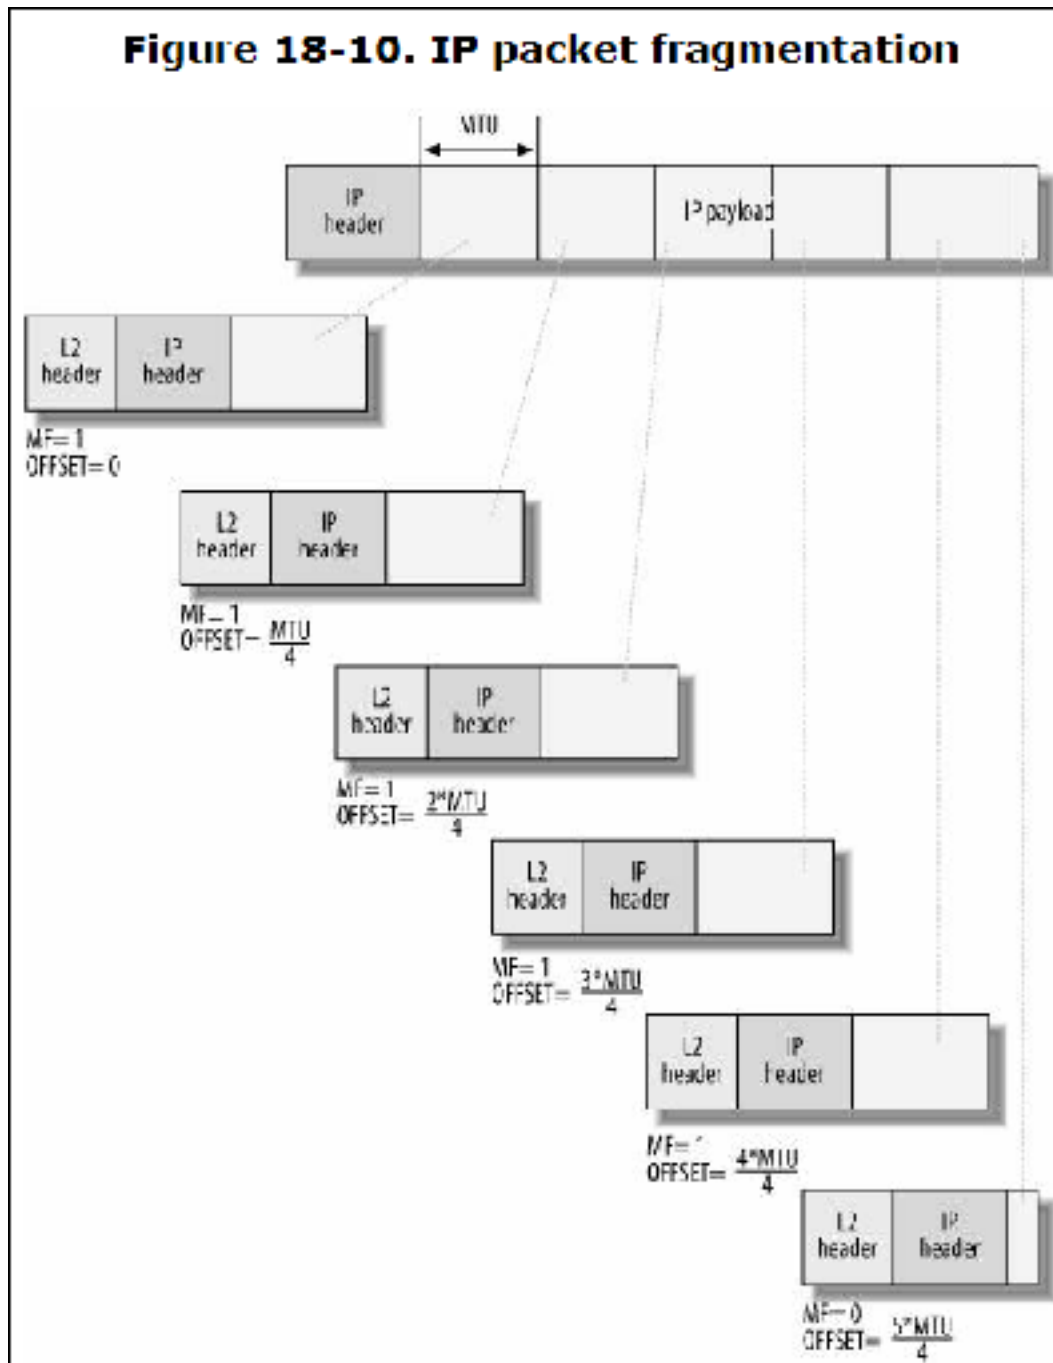 Figure 18-10. IP packet fragmentation
MTU
IP
header
IP payload
L2
header
IP
header
MF= 1
OFFSET= 0
L2
header
IP
header
MF= 1
OFFSET= MTU
4
L2
header
IP
header
MF= 1
OFFSET= 2*MTU
4
L2
header
IP
header
MF= 1
OFFSET= 3*MTU
4
L2
header
IP
header
MF= 1
OFFSET= 4*MTU
4
L2
header
IP
header
MF= 0
OFFSET= 5*MTU
4